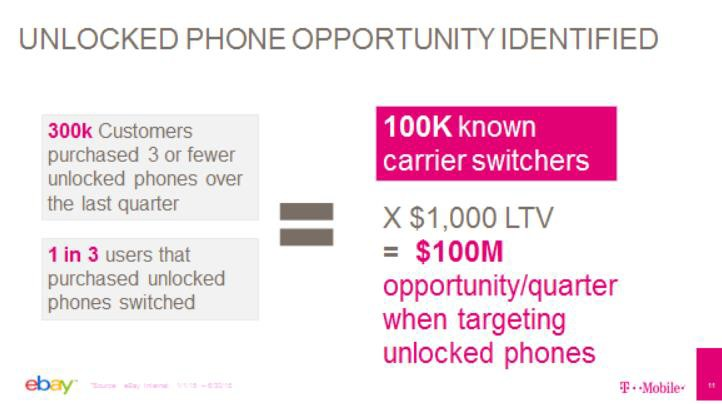 UNLOCKED PHONE OPPORTUNITY IDENTIFIED
300k Customers
purchased 3 or fewer
unlocked phones over
the last quarter
1 in 3 users that
purchased unlocked
phones switched
100K known
carrier switchers
X $1,000 LTV
= $100M
opportunity/quarter
when targeting
unlocked phones
ebay
*Source: eBay Internal
T··Mobile·
11